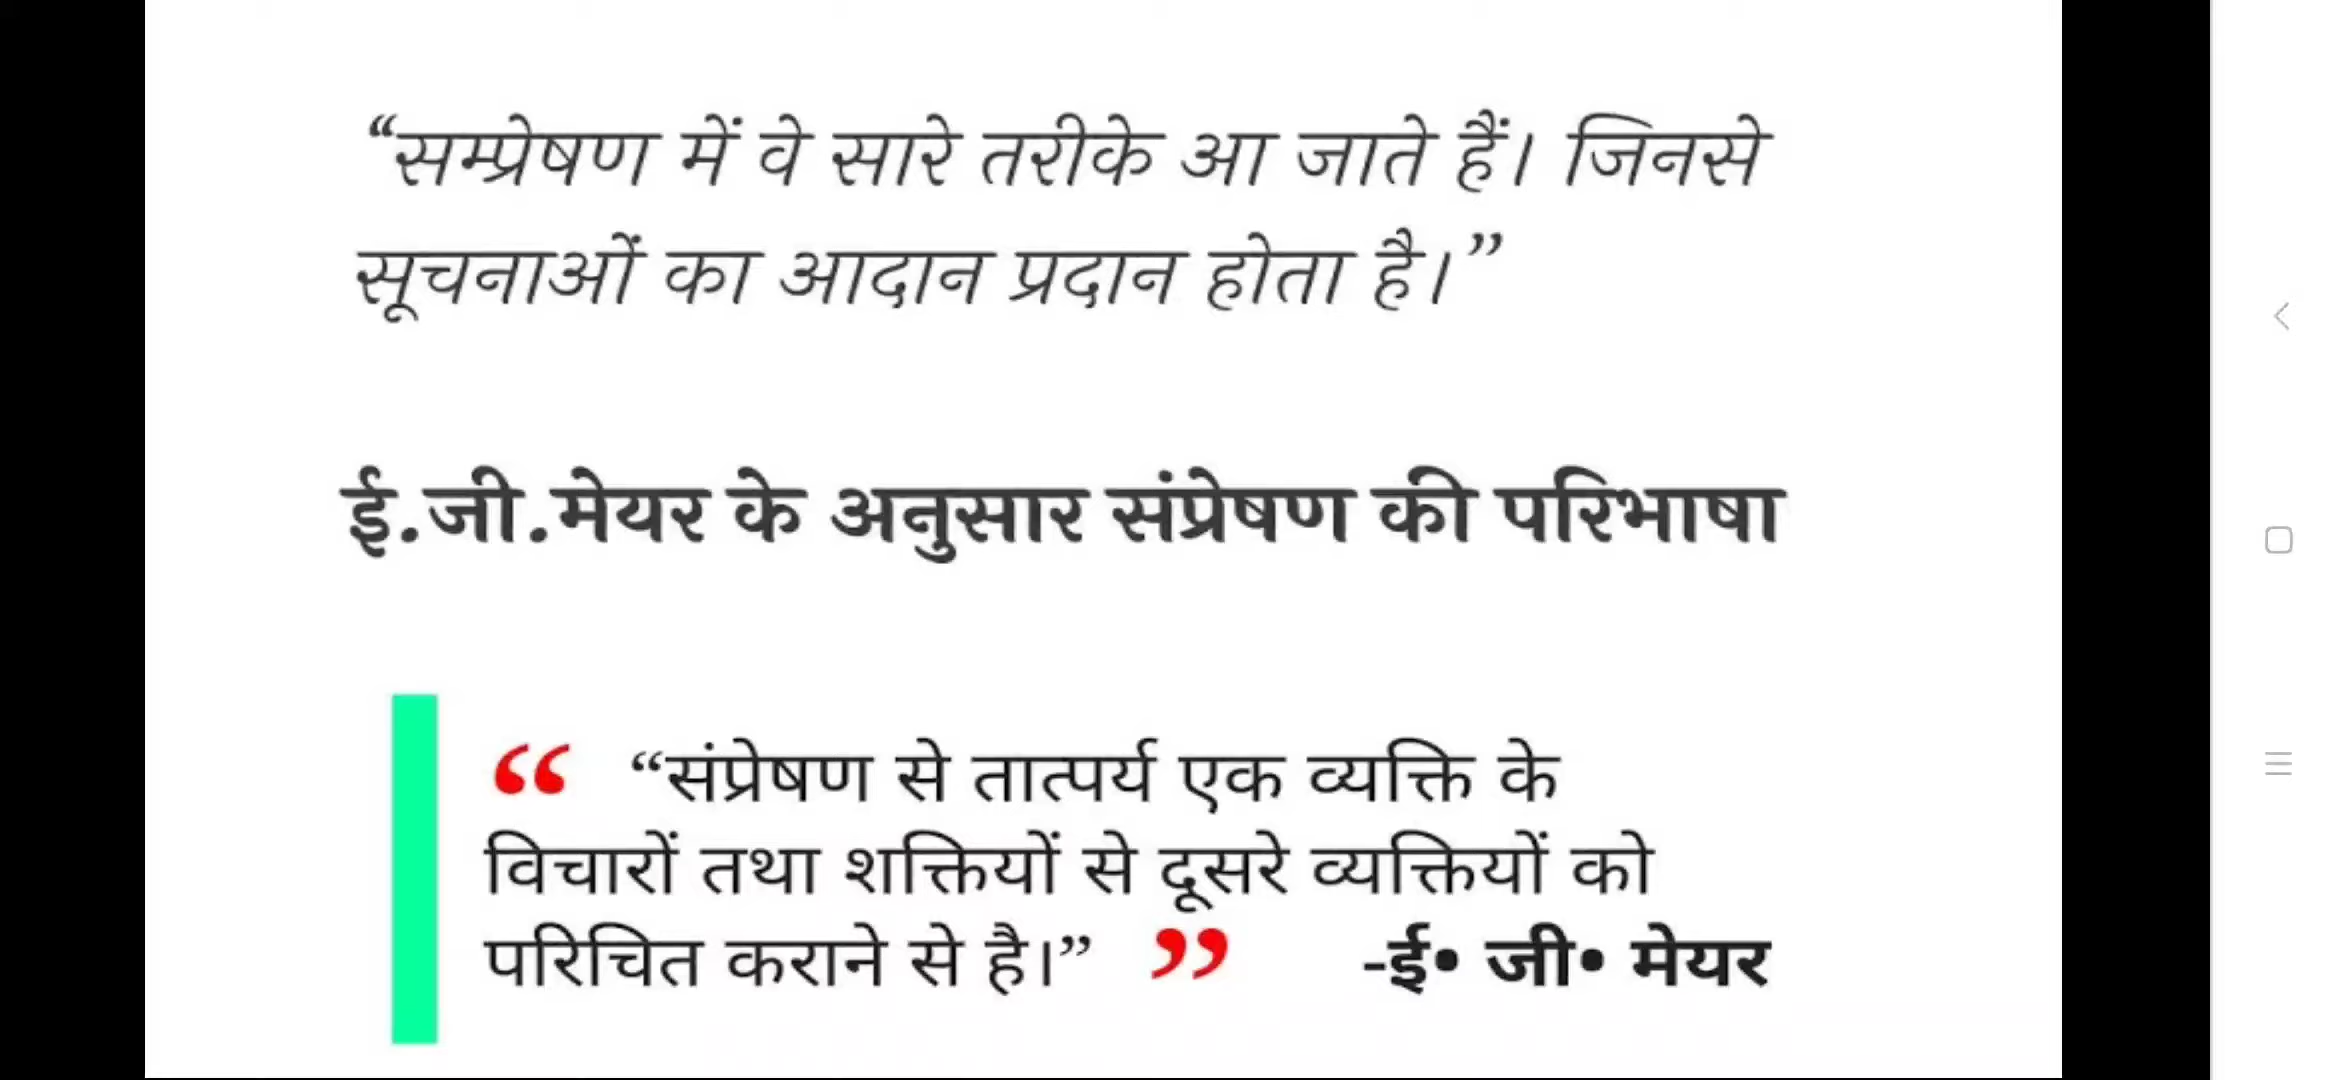 “सम्प्रेषण में वे सारे तरीके आ जाते हैं। जिनसे
सूचनाओं का आदान प्रदान होता है।”
ई.जी.मेयर के अनुसार संप्रेषण की परिभाषा
“ “संप्रेषण से तात्पर्य एक व्यक्ति के
विचारों तथा शक्तियों से दूसरे व्यक्तियों को
परिचित कराने से है।” ” -ई• जी• मेयर